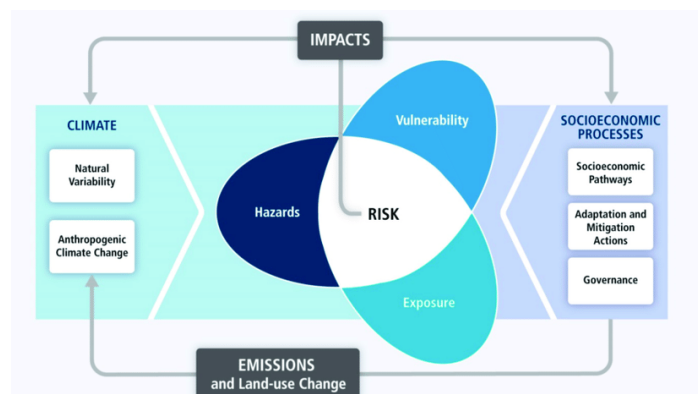 IMPACTS
CLIMATE
Natural
Variability
Anthropogenic
Climate Change
Vulnerability
Hazards
RISK
Exposure
SOCIOECONOMIC
PROCESSES
Socioeconomic
Pathways
Adaptation and
Mitigation
Actions
Governance
EMISSIONS
and Land-use Change